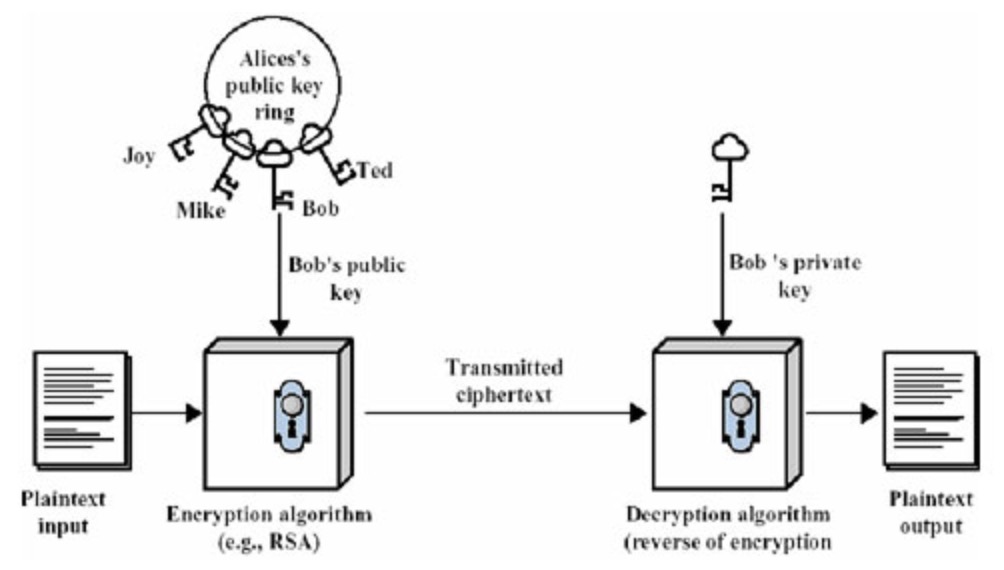 Alices's
public key
ring
Joy
Ted
Mike
Bob
Bob's public
key
Bob 's private
key
Transmitted
ciphertext
Plaintext
input
Encryption algorithm
(e.g., RSA)
Decryption algorithm
(reverse of encryption
Plaintext
output